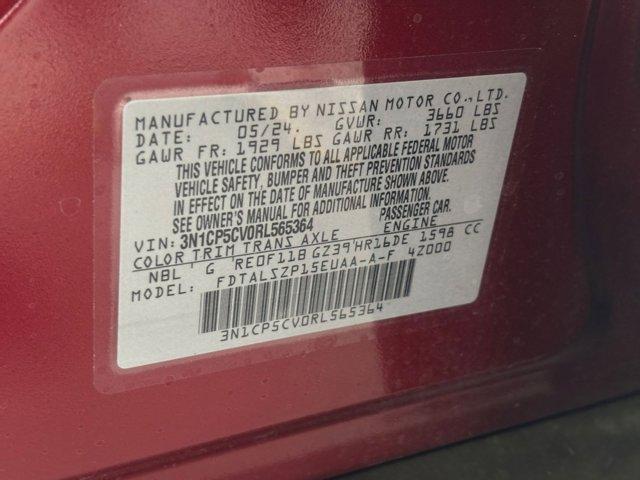 MANUFACTURED BY NISSAN MOTOR CO., LTD.
DATE: 05/24. GVWR: 3660 LBS
GAWR FR: 1929 LBS GAWR RR: 1731 LBS
THIS VEHICLE CONFORMS TO ALL APPLICABLE FEDERAL MOTOR
VEHICLE SAFETY, BUMPER AND THEFT PREVENTION STANDARDS
IN EFFECT ON THE DATE OF MANUFACTURE SHOWN ABOVE.
SEE OWNER'S MANUAL FOR ADDITIONAL INFORMATION
VIN: 3N1CP5CV0RL565364 PASSENGER CAR.
COLOR TRIM TRANS AXLE ENGINE
NBL G RE0F11B GZ39 HR16DE 1598 CC
MODEL: FDTALSZP15EUAA-A-F 4Z000
3N1CP5CV0RL565364